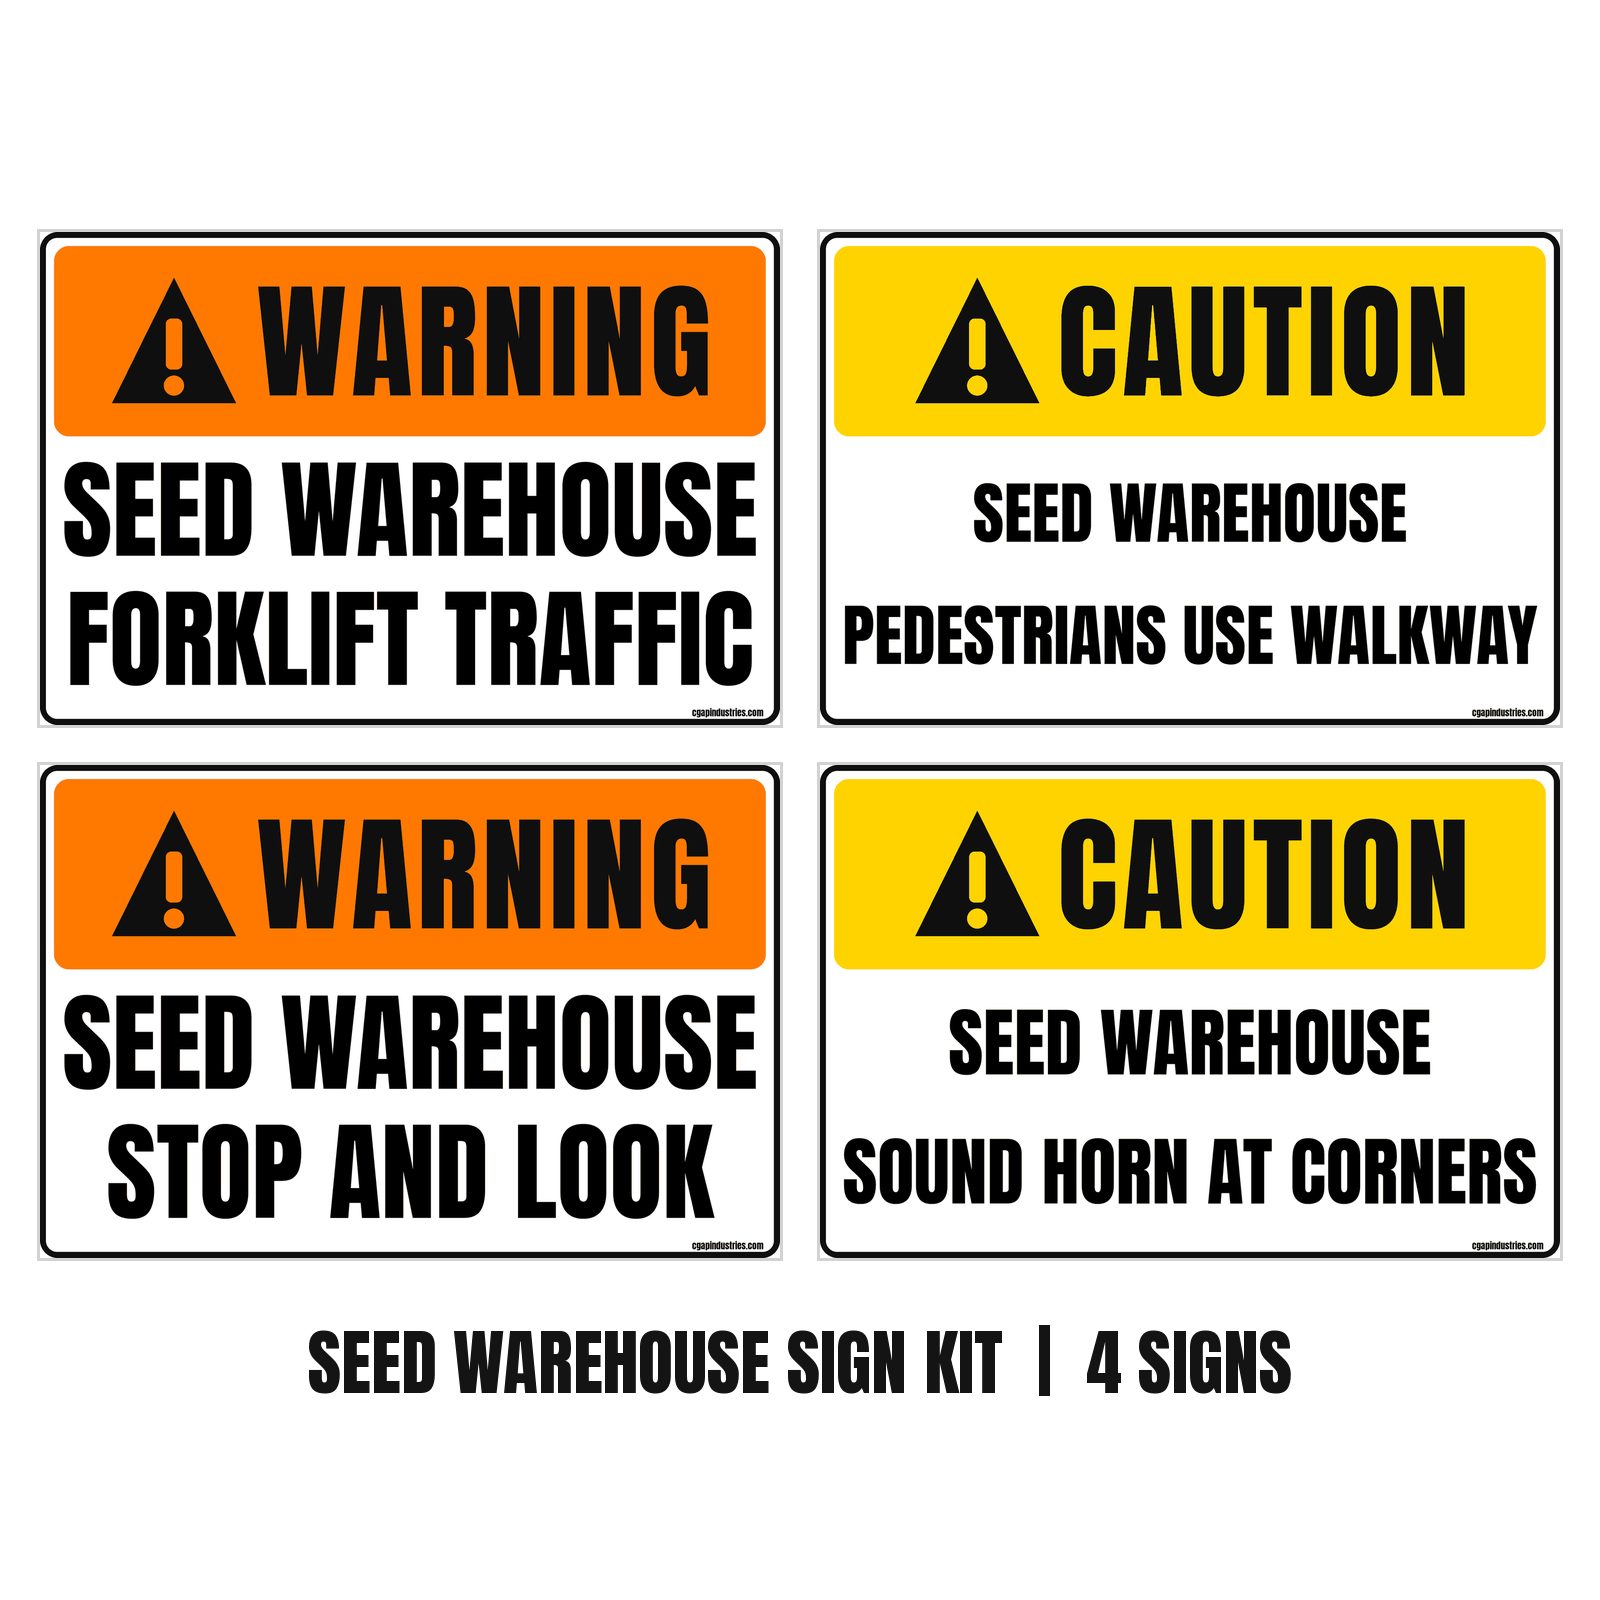 WARNING
SEED WAREHOUSE
FORKLIFT TRAFFIC
cgapindustries.com
CAUTION
SEED WAREHOUSE
PEDESTRIANS USE WALKWAY
cgapindustries.com
WARNING
SEED WAREHOUSE
STOP AND LOOK
cgapindustries.com
CAUTION
SEED WAREHOUSE
SOUND HORN AT CORNERS
cgapindustries.com
SEED WAREHOUSE SIGN KIT | 4 SIGNS